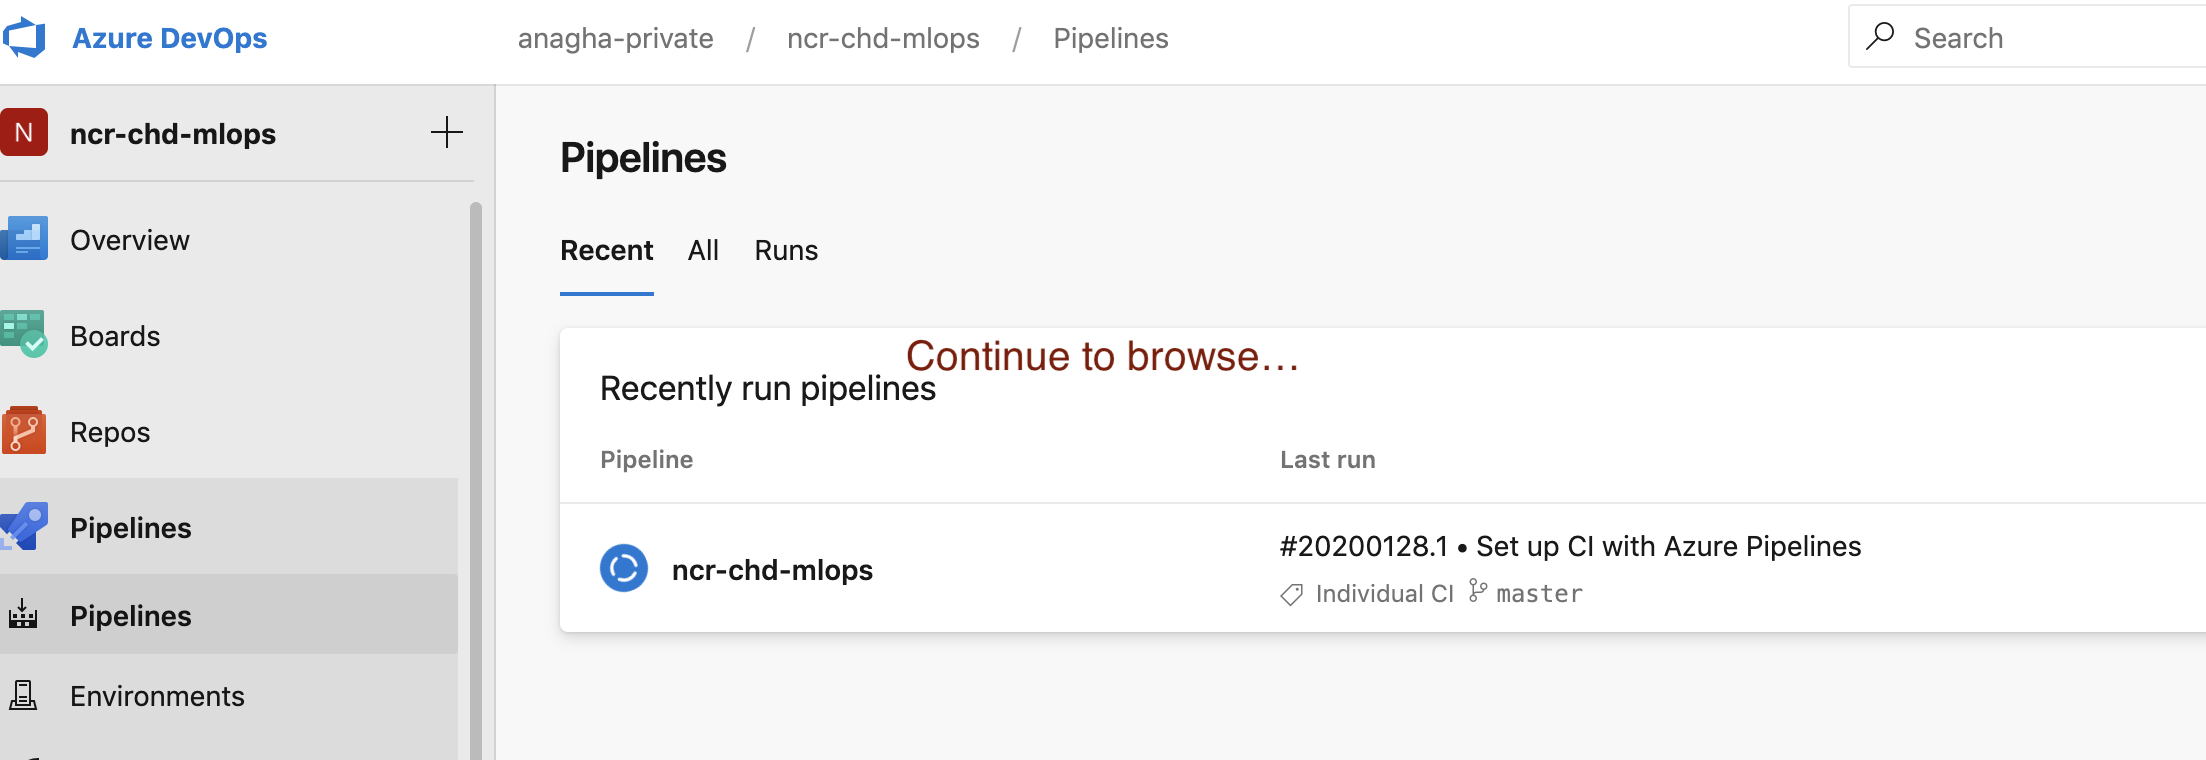 Azure DevOps
anagha-private / ncr-chd-mlops / Pipelines
Search
N ncr-chd-mlops
Overview
Boards
Repos
Pipelines
Pipelines
Environments
Pipelines
Recent All Runs
Continue to browse...
Recently run pipelines
Pipeline Last run
ncr-chd-mlops
#20200128.1 • Set up CI with Azure Pipelines
Individual CI master